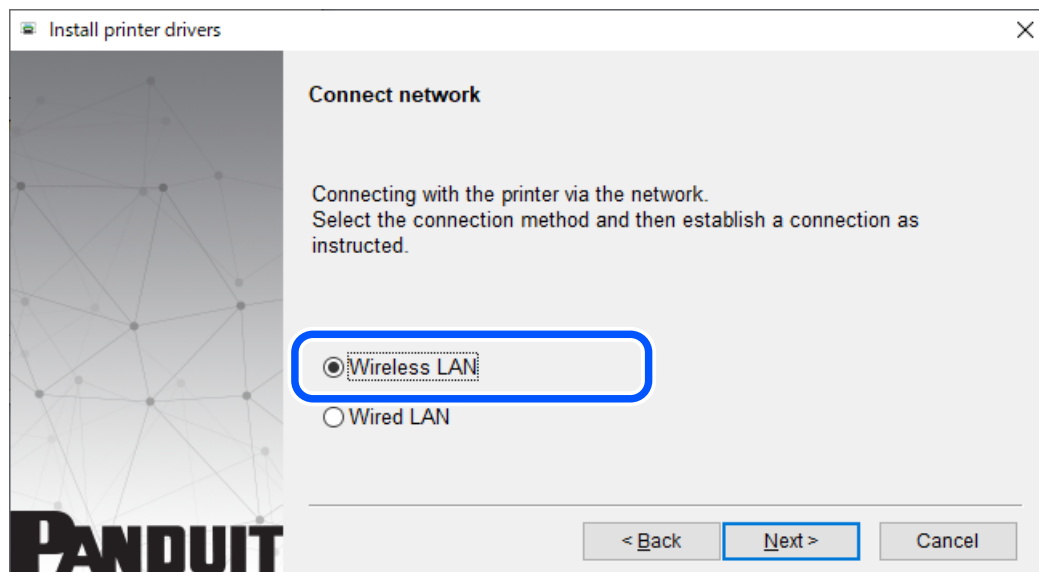 Install printer drivers
Connect network
Connecting with the printer via the network.
Select the connection method and then establish a connection as
instructed.
Wireless LAN
Wired LAN
PANDUIT
< Back
Next >
Cancel